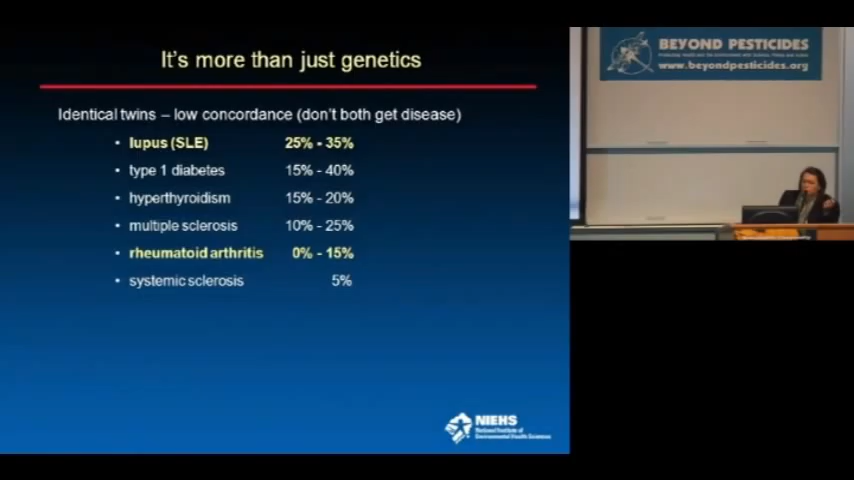 It's more than just genetics
Identical twins – low concordance (don't both get disease)
• lupus (SLE) 25% - 35%
• type 1 diabetes 15% - 40%
• hyperthyroidism 15% - 20%
• multiple sclerosis 10% - 25%
• rheumatoid arthritis 0% - 15%
• systemic sclerosis 5%
NIEHS
National Institute of
Environmental Health Sciences
BEYOND PESTICIDES
www.beyondpesticides.org